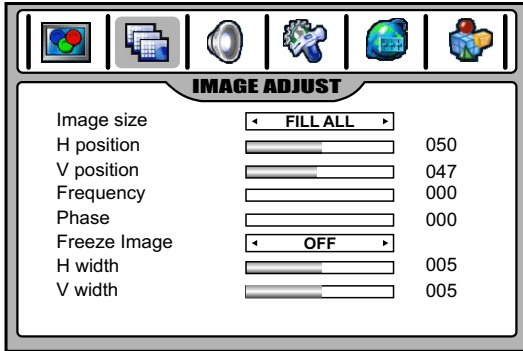 IMAGE ADJUST
Image size FILL ALL
H position 050
V position 047
Frequency 000
Phase 000
Freeze Image OFF
H width 005
V width 005